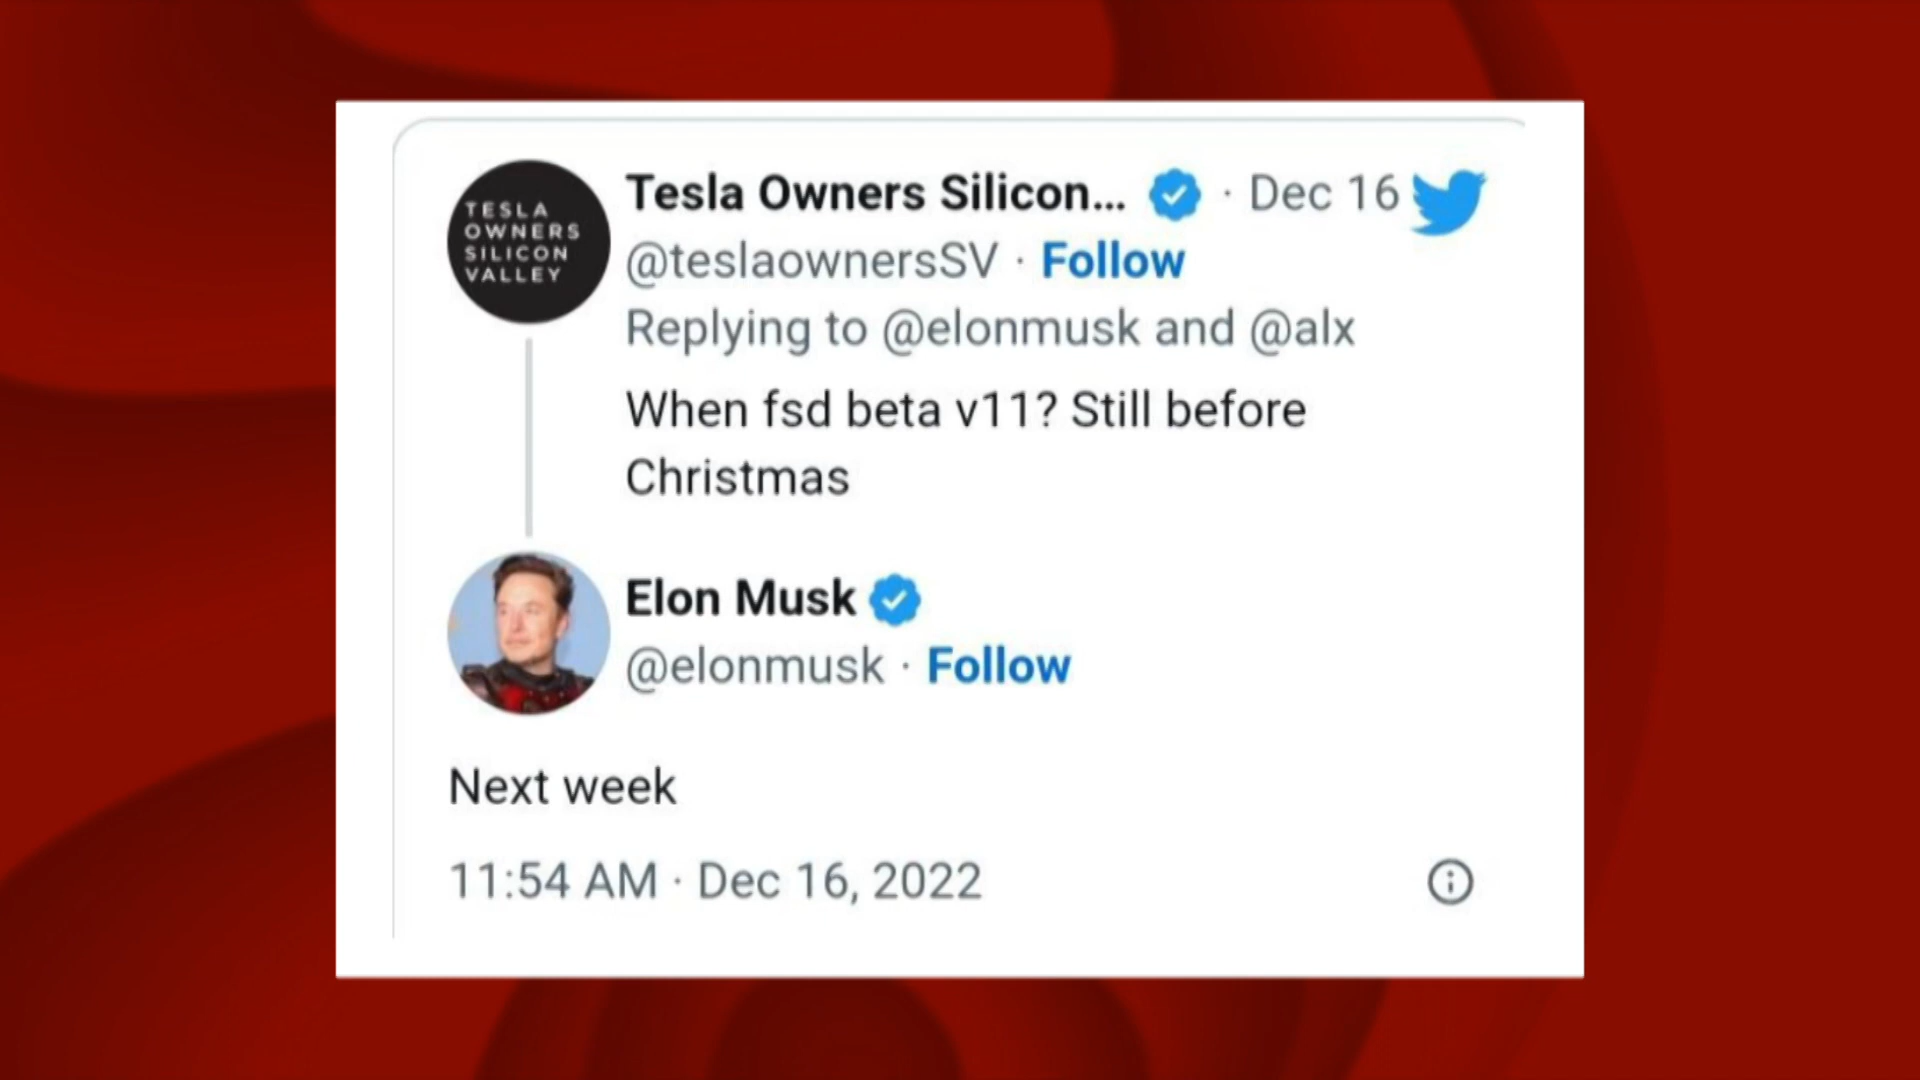 TESLA
OWNERS
SILICON
VALLEY
Tesla Owners Silicon... · Dec 16
@teslaownersSV · Follow
Replying to @elonmusk and @alx
When fsd beta v11? Still before
Christmas
Elon Musk
@elonmusk · Follow
Next week
11:54 AM · Dec 16, 2022